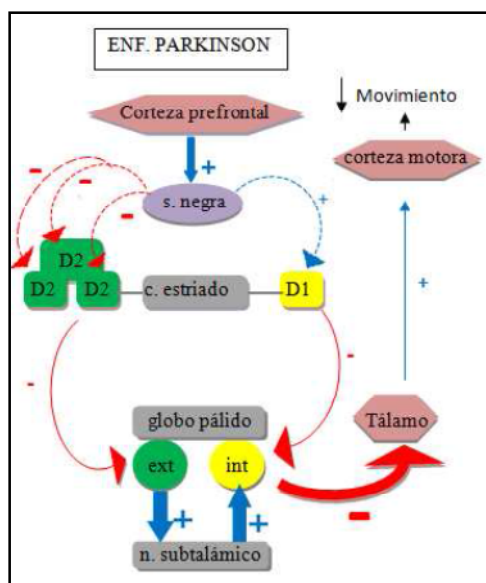 ENF. PARKINSON
Movimiento
Corteza prefrontal
corteza motora
+
-
-
-
s. negra
+
D2
D2
D2
c. estriado
D1
+
-
-
globo pálido
Tálamo
ext
int
+
+
-
n. subtalámico